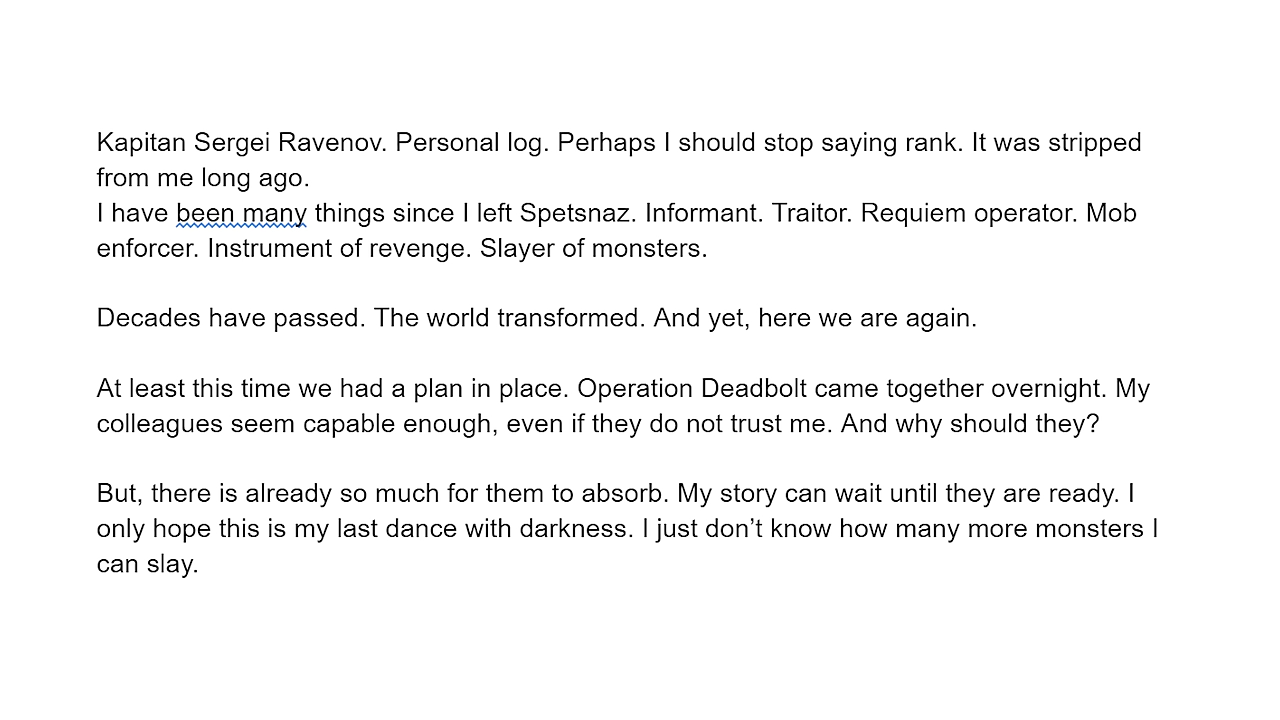 Kapitan Sergei Ravenov. Personal log. Perhaps I should stop saying rank. It was stripped
from me long ago.
I have been many things since I left Spetsnaz. Informant. Traitor. Requiem operator. Mob
enforcer. Instrument of revenge. Slayer of monsters.
Decades have passed. The world transformed. And yet, here we are again.
At least this time we had a plan in place. Operation Deadbolt came together overnight. My
colleagues seem capable enough, even if they do not trust me. And why should they?
But, there is already so much for them to absorb. My story can wait until they are ready. I
only hope this is my last dance with darkness. I just don’t know how many more monsters I
can slay.